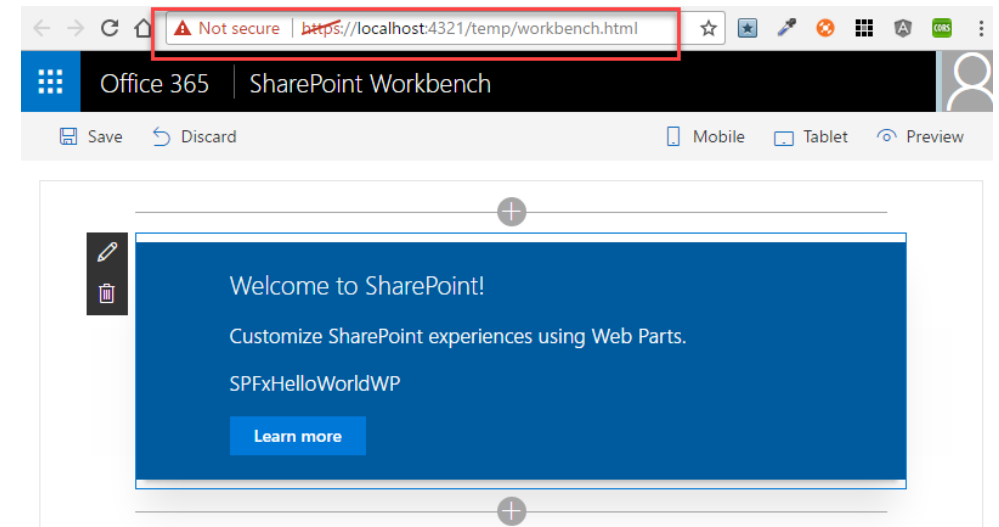 Not secure | https://localhost:4321/temp/workbench.html CORS
Office 365 SharePoint Workbench
Save Discard Mobile Tablet Preview
Welcome to SharePoint!
Customize SharePoint experiences using Web Parts.
SPFxHelloWorldWP
Learn more